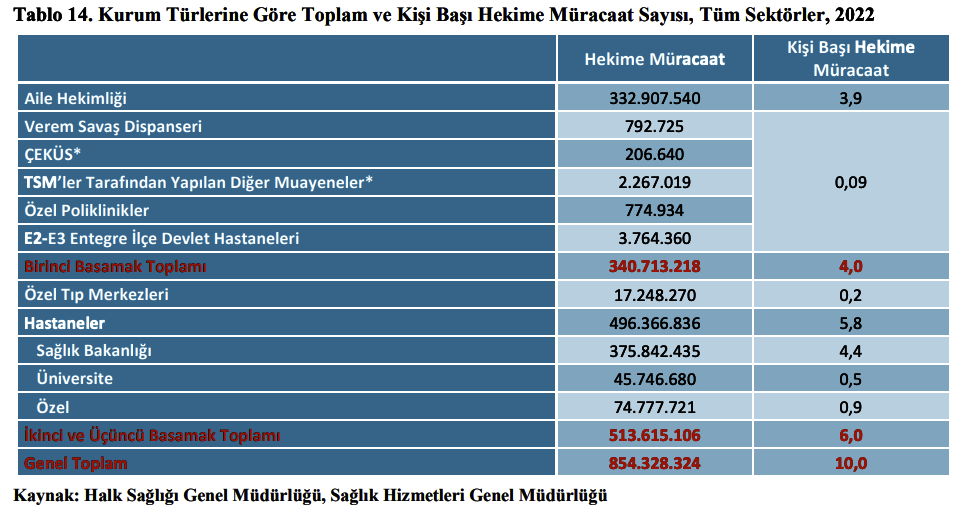 Tablo 14. Kurum Türlerine Göre Toplam ve Kişi Başı Hekime Müracaat Sayısı, Tüm Sektörler, 2022
Hekime Müracaat
Kişi Başı Hekime
Müracaat
Aile Hekimliği 332.907.540 3,9
Verem Savaş Dispanseri 792.725
ÇEKÜS* 206.640
TSM'ler Tarafından Yapılan Diğer Muayeneler* 2.267.019 0,09
Özel Poliklinikler 774.934
E2-E3 Entegre İlçe Devlet Hastaneleri 3.764.360
Birinci Basamak Toplamı 340.713.218 4,0
Özel Tıp Merkezleri 17.248.270 0,2
Hastaneler 496.366.836 5,8
Sağlık Bakanlığı 375.842.435 4,4
Üniversite 45.746.680 0,5
Özel 74.777.721 0,9
İkinci ve Üçüncü Basamak Toplamı 513.615.106 6,0
Genel Toplam 854.328.324 10,0
Kaynak: Halk Sağlığı Genel Müdürlüğü, Sağlık Hizmetleri Genel Müdürlüğü